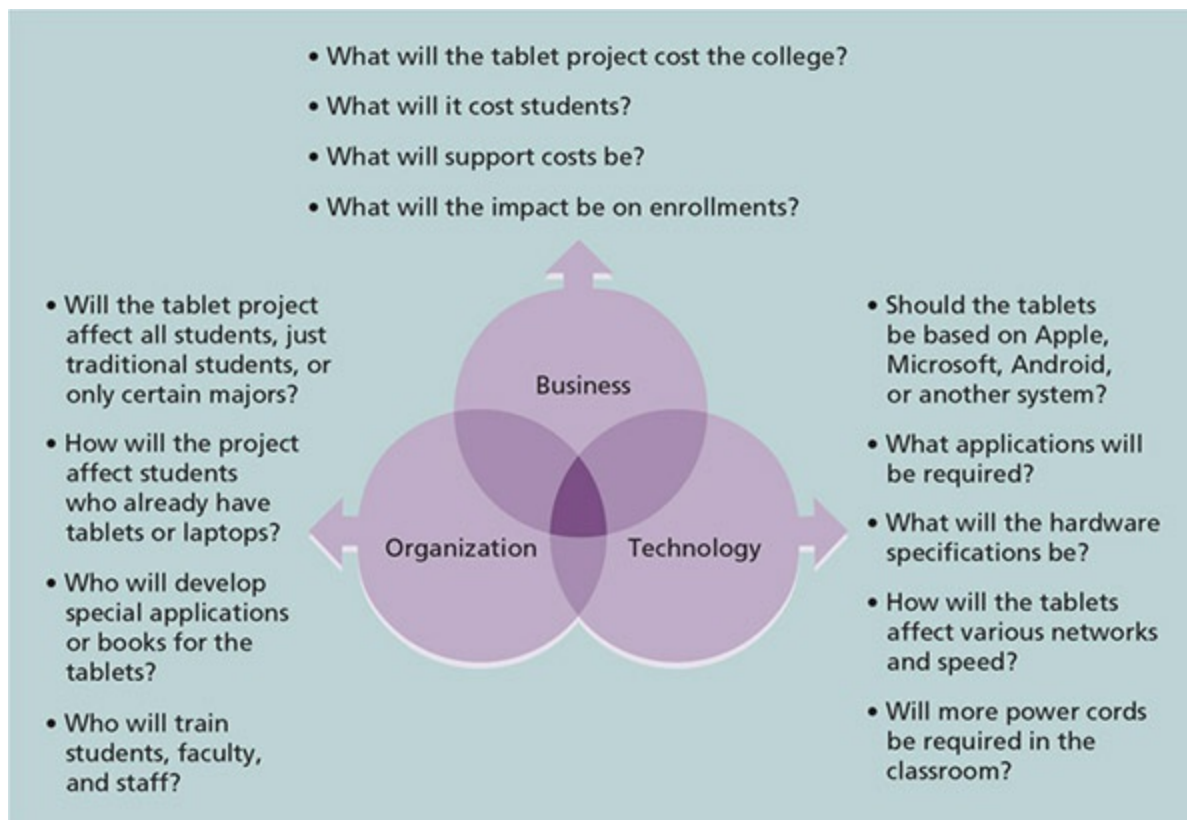 • What will the tablet project cost the college?
• What will it cost students?
• What will support costs be?
• What will the impact be on enrollments?
• Will the tablet project
affect all students, just
traditional students, or
only certain majors?
• How will the project
affect students
who already have
tablets or laptops?
• Who will develop
special applications
or books for the
tablets?
• Who will train
students, faculty,
and staff?
Business
Organization
Technology
• Should the tablets
be based on Apple,
Microsoft, Android,
or another system?
• What applications will
be required?
• What will the hardware
specifications be?
• How will the tablets
affect various networks
and speed?
• Will more power cords
be required in the
classroom?